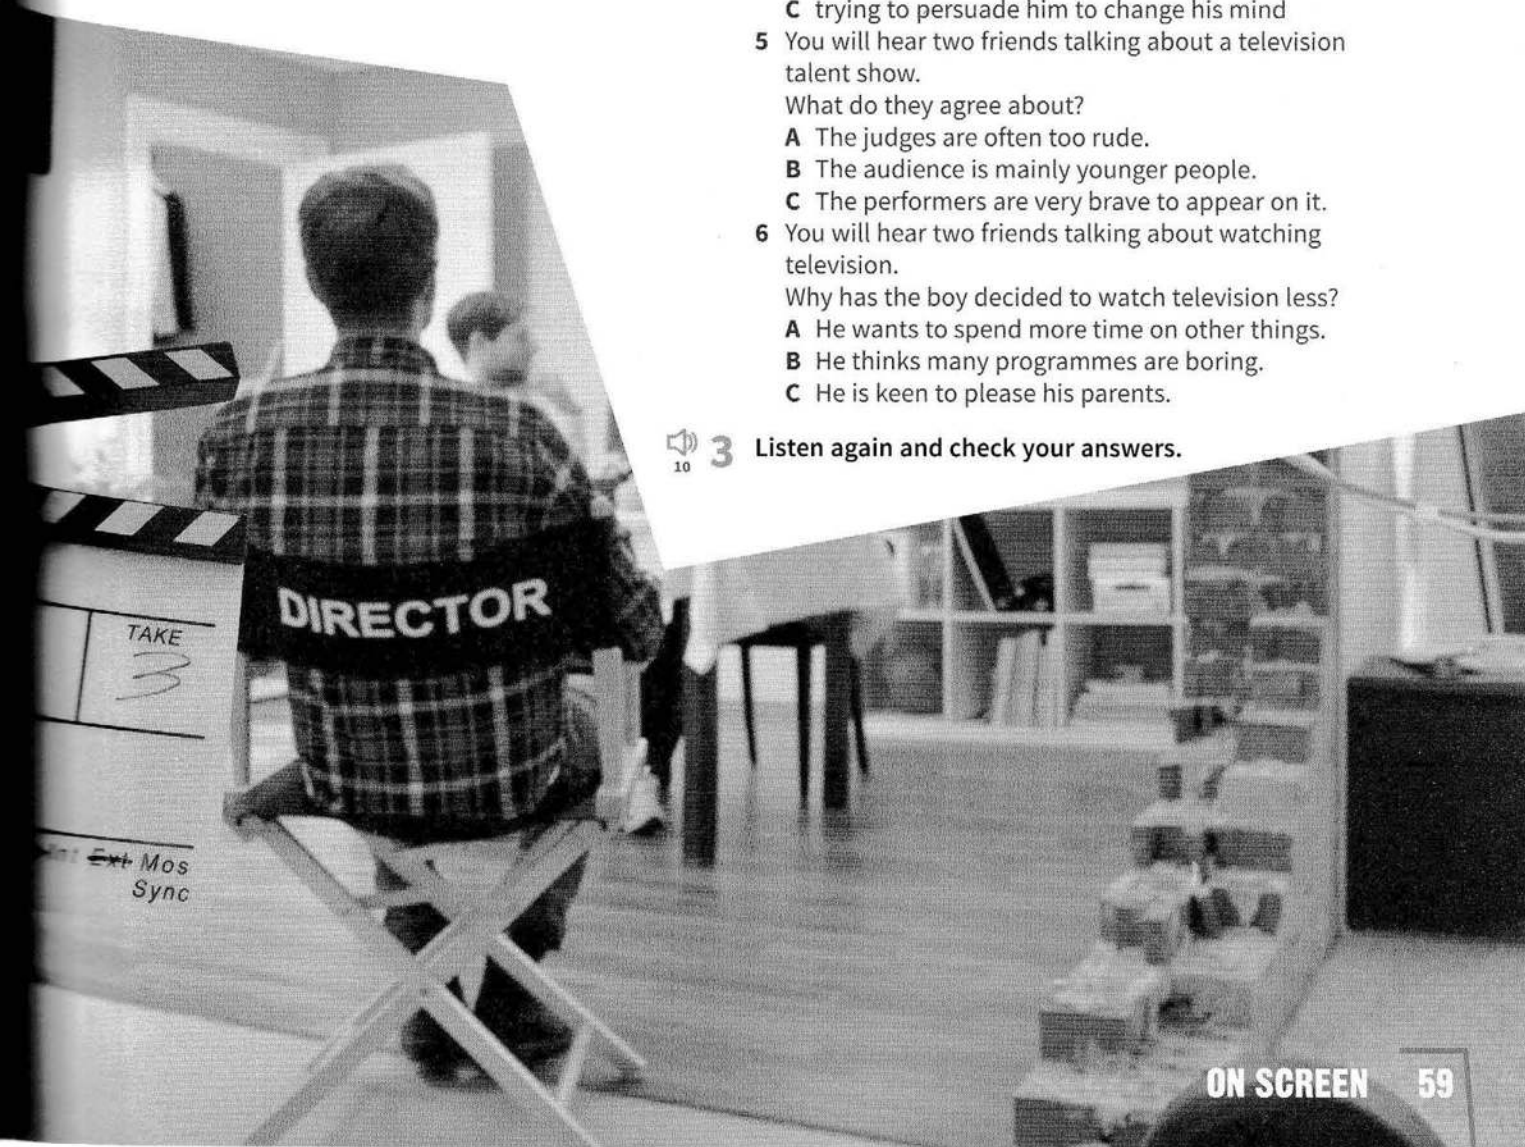 C trying to persuade him to change his mind
5 You will hear two friends talking about a television
talent show.
What do they agree about?
A The judges are often too rude.
B The audience is mainly younger people.
C The performers are very brave to appear on it.
6 You will hear two friends talking about watching
television.
Why has the boy decided to watch television less?
A He wants to spend more time on other things.
B He thinks many programmes are boring.
C He is keen to please his parents.
10 3 Listen again and check your answers.
DIRECTOR
TAKE
3
Ext Mos
Sync
ON SCREEN 59